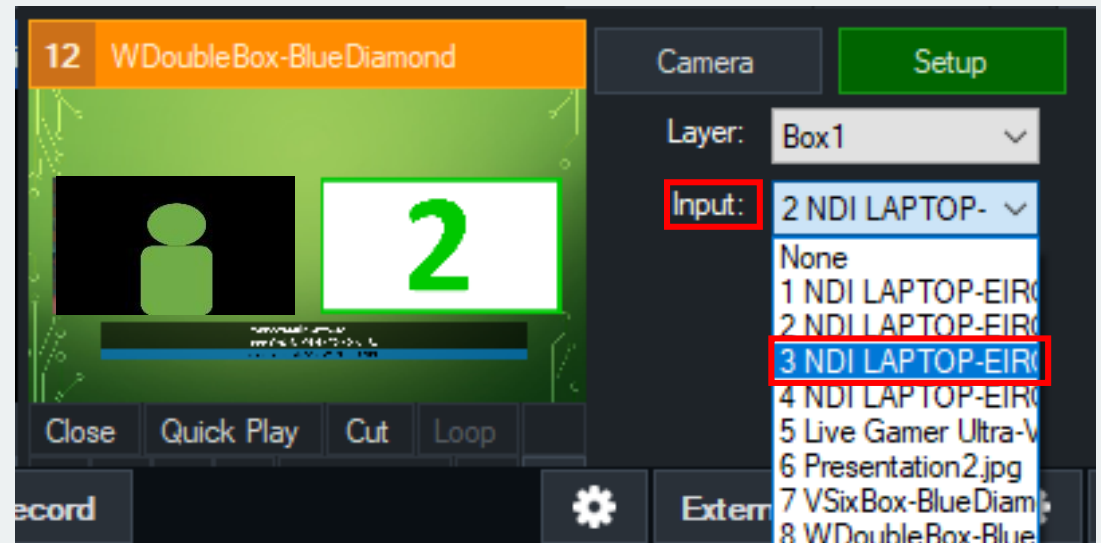 12 WDoubleBox-BlueDiamond
2
Close Quick Play Cut Loop
ecord
Camera Setup
Layer: Box1
Input: 2 NDI LAPTOP-
None
1 NDI LAPTOP-EIR
2 NDI LAPTOP-EIR
3 NDI LAPTOP-EIR
4 NDI LAPTOP-EIR
5 Live Gamer Ultra-V
6 Presentation2.jpg
7 VSixBox-BlueDiam
8 WDoubleBox-Blue
Extern